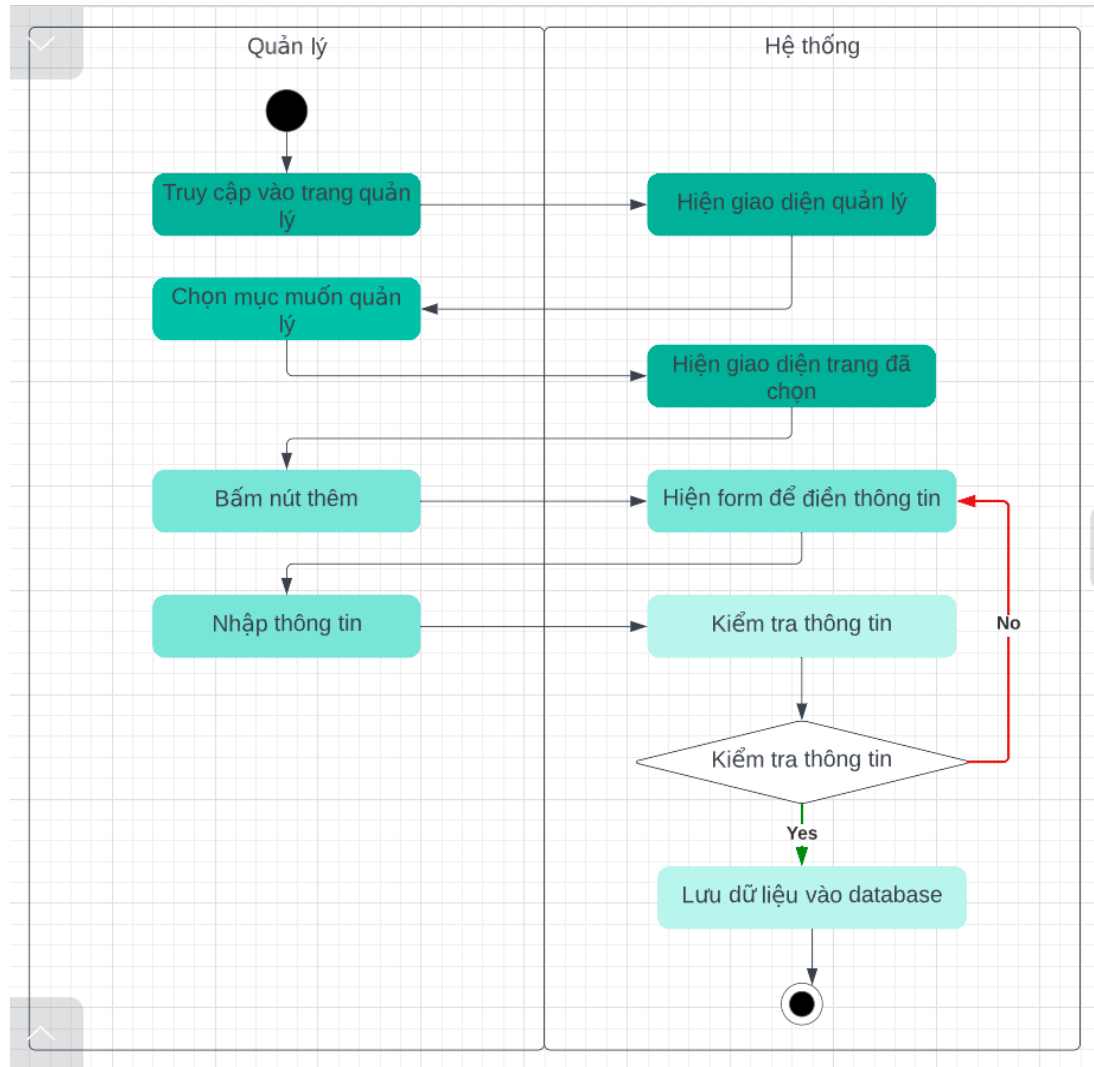 Quản lý
Hệ thống
Truy cập vào trang quản
lý
Hiện giao diện quản lý
Chọn mục muốn quản
lý
Hiện giao diện trang đã
chọn
Bấm nút thêm
Hiện form để điền thông tin
Nhập thông tin
Kiểm tra thông tin
No
Kiểm tra thông tin
Yes
Lưu dữ liệu vào database